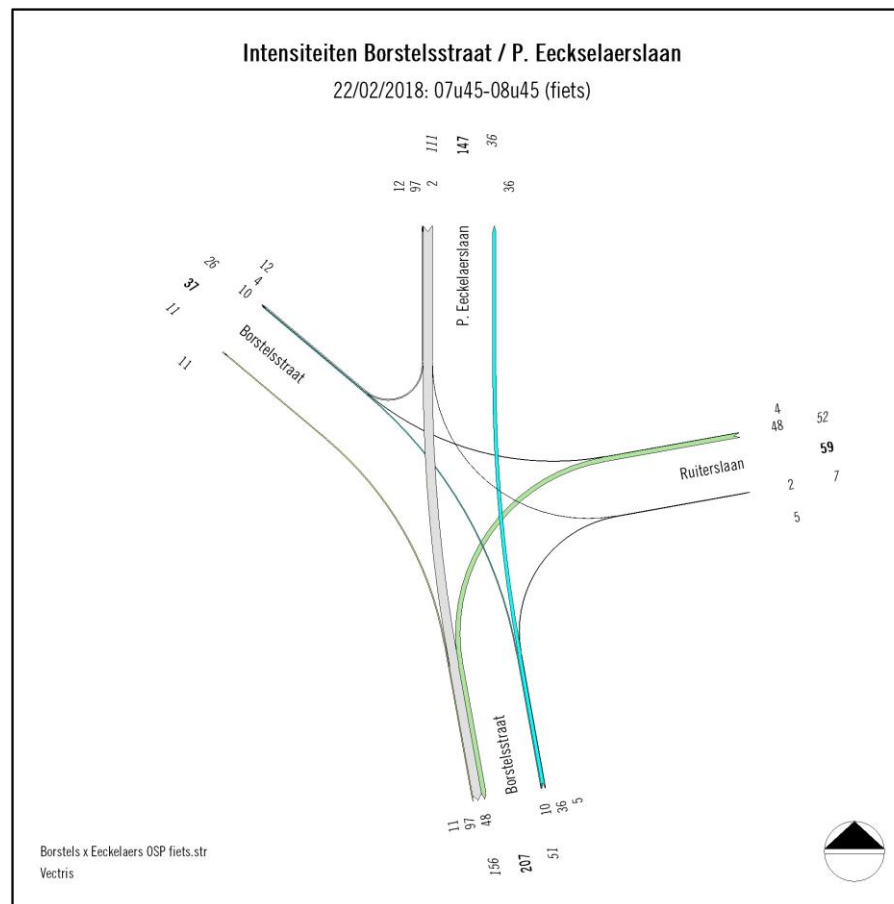 Intensiteiten Borstelsstraat / P. Eeckselaerslaan
22/02/2018: 07u45-08u45 (fiets)
111 147 36
12 97 2 36
P. Eeckelaerslaan
26 12
37 4
11 10
11
Borstelsstraat
4 52
48 59
Ruiterslaan
2 7
5
Borstelsstraat
11 97 48 10 36 5
156 207 51
Borstels x Eeckelaers OSP fiets.str
Vectris